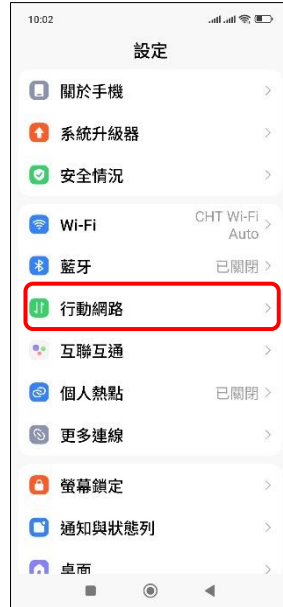 10:02
設定
關於手機
系統升級器
安全情況
Wi-Fi
CHT Wi-Fi
Auto
藍牙 已關閉
行動網路
互聯互通
個人熱點 已關閉
更多連線
螢幕鎖定
通知與狀態列
桌面